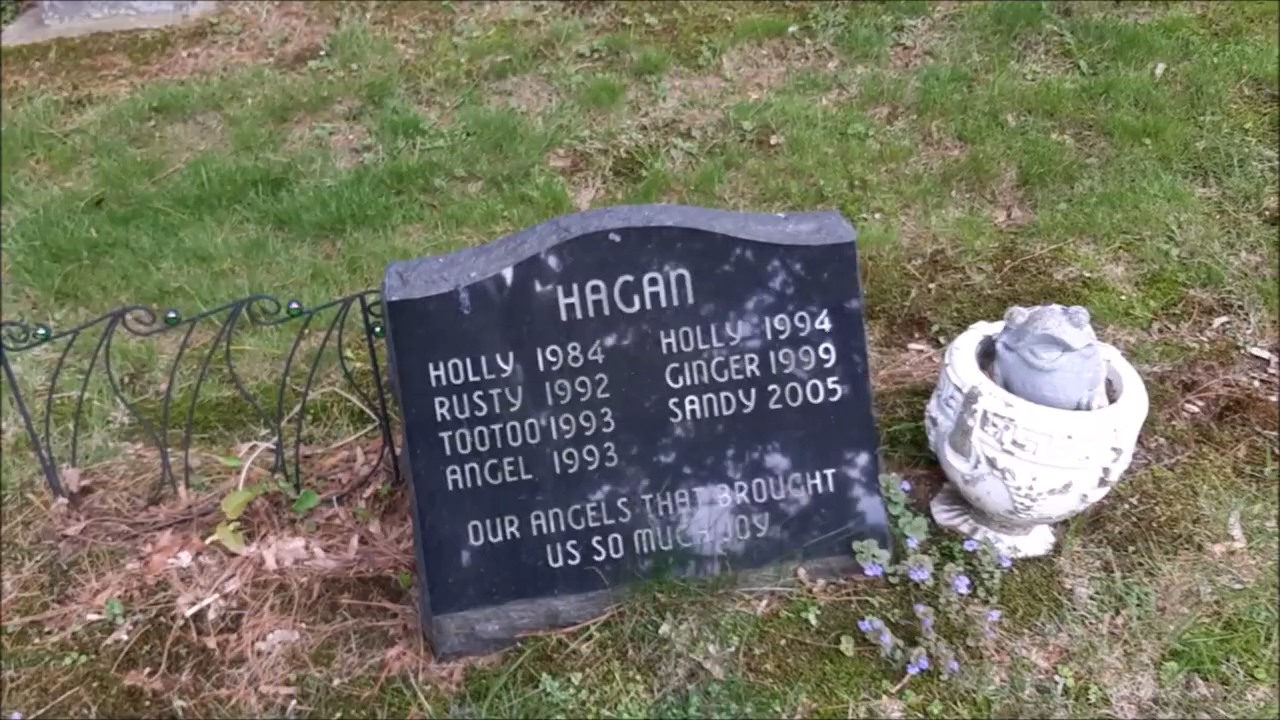 HAGAN
HOLLY 1984
RUSTY 1992
TOOTOO 1993
ANGEL 1993
HOLLY 1994
GINGER 1999
SANDY 2005
OUR ANGELS THAT BROUGHT
US SO MUCH JOY